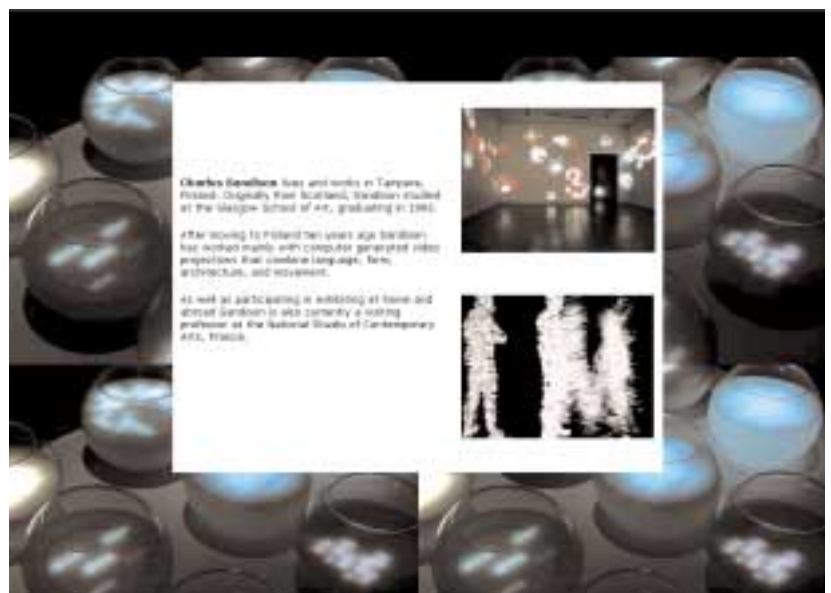 Charles Sandison lives and works in Tampere,
Finland. Originally from Scotland, Sandison studied
at the Glasgow School of Art, graduating in
After moving to Finland ten years ago Sandison
has worked mainly with computer generated video
projections that combine language, form,
architecture, and movement.
As well as participating in exhibiting at home and
abroad Sandison is also currently a visiting
professor at the National Studio of Contemporary
Arts, France.